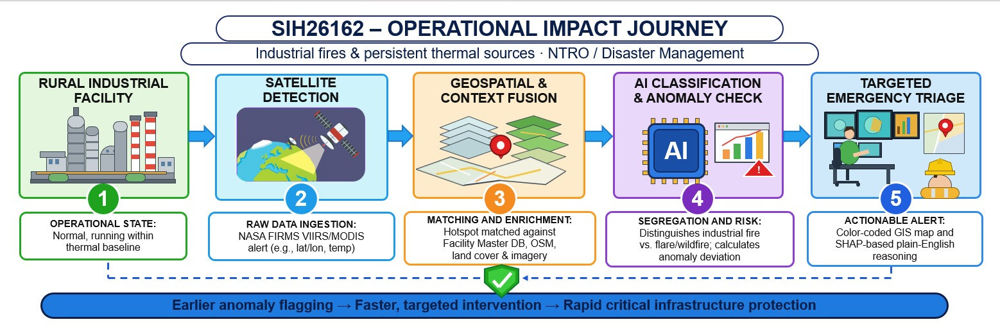 SIH26162 – OPERATIONAL IMPACT JOURNEY
Industrial fires & persistent thermal sources · NTRO / Disaster Management
RURAL INDUSTRIAL
FACILITY
1
OPERATIONAL STATE:
Normal, running within
thermal baseline
SATELLITE
DETECTION
2
RAW DATA INGESTION:
NASA FIRMS VIIRS/MODIS
alert (e.g., lat/lon, temp)
GEOSPATIAL &
CONTEXT FUSION
3
MATCHING AND ENRICHMENT:
Hotspot matched against
Facility Master DB, OSM,
land cover & imagery
AI CLASSIFICATION
& ANOMALY CHECK
AI
!
4
SEGREGATION AND RISK:
Distinguishes industrial fire
vs. flare/wildfire; calculates
anomaly deviation
TARGETED
EMERGENCY TRIAGE
5
ACTIONABLE ALERT:
Color-coded GIS map and
SHAP-based plain-English
reasoning
Earlier anomaly flagging → Faster, targeted intervention → Rapid critical infrastructure protection